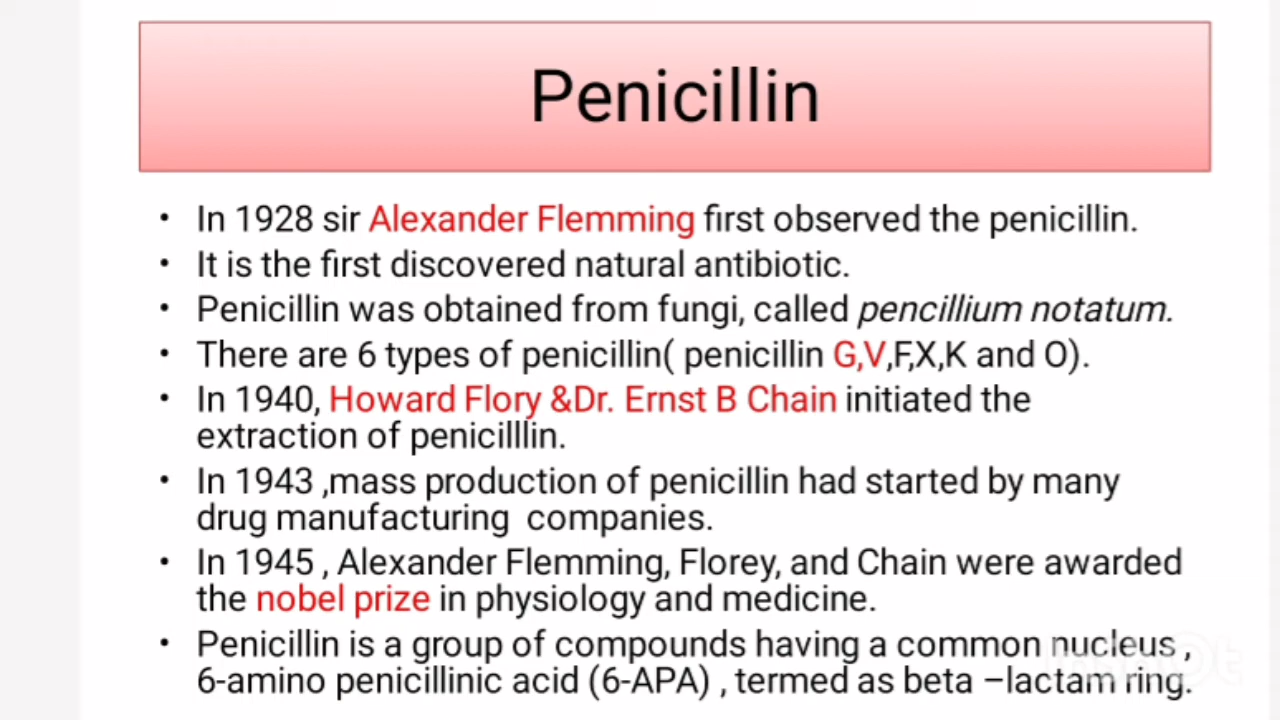 Penicillin
• In 1928 sir Alexander Flemming first observed the penicillin.
• It is the first discovered natural antibiotic.
• Penicillin was obtained from fungi, called pencillium notatum.
• There are 6 types of penicillin( penicillin G,V,F,X,K and O).
• In 1940, Howard Flory &Dr. Ernst B Chain initiated the
extraction of penicilllin.
• In 1943 ,mass production of penicillin had started by many
drug manufacturing  companies.
• In 1945 , Alexander Flemming, Florey, and Chain were awarded
the nobel prize in physiology and medicine.
• Penicillin is a group of compounds having a common nucleus ,
6-amino penicillinic acid (6-APA) , termed as beta –lactam ring.